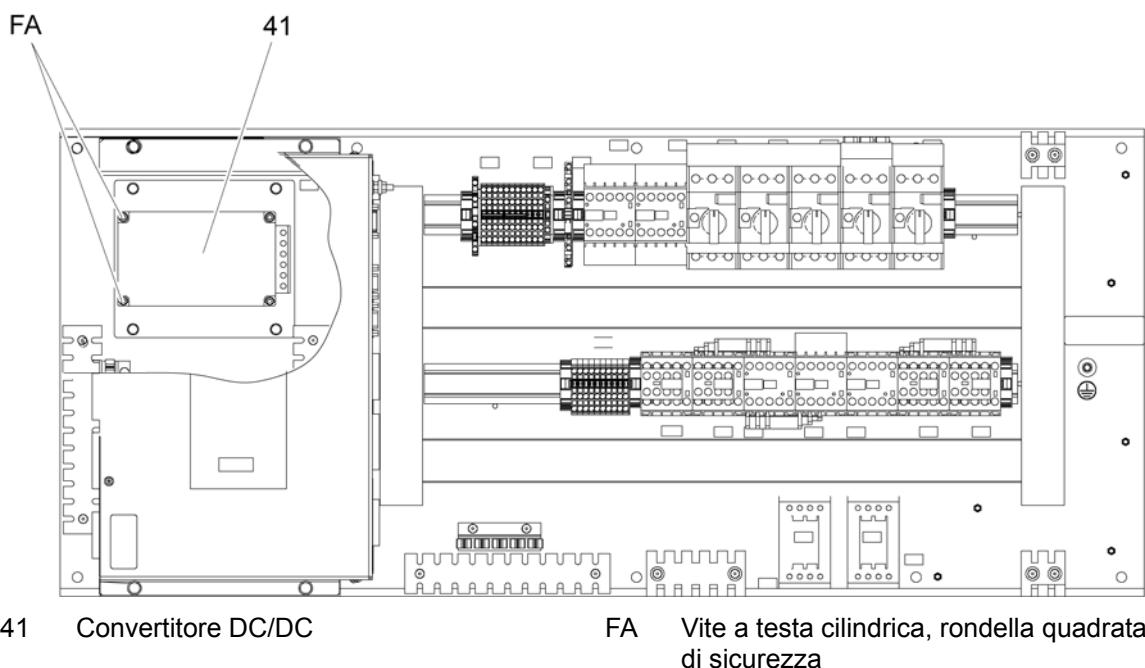 FA 41
41 Convertitore DC/DC
FA Vite a testa cilindrica, rondella quadrata
di sicurezza